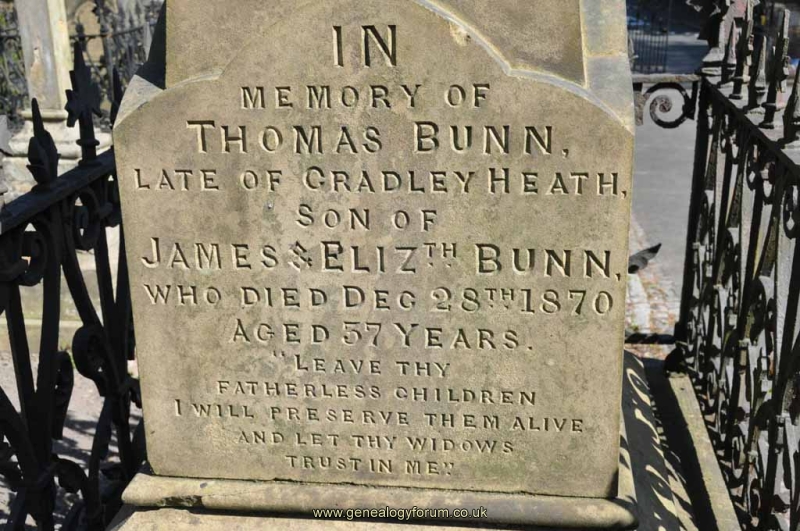 IN
MEMORY OF
THOMAS BUNN,
LATE OF CRADLEY HEATH,
SON OF
JAMES & ELIZTH BUNN,
WHO DIED DEC 28TH 1870
AGED 57 YEARS.
"LEAVE THY
FATHERLESS CHILDREN
I WILL PRESERVE THEM ALIVE
AND LET THY WIDOWS
TRUST IN ME".
www.genealogyforum.co.uk